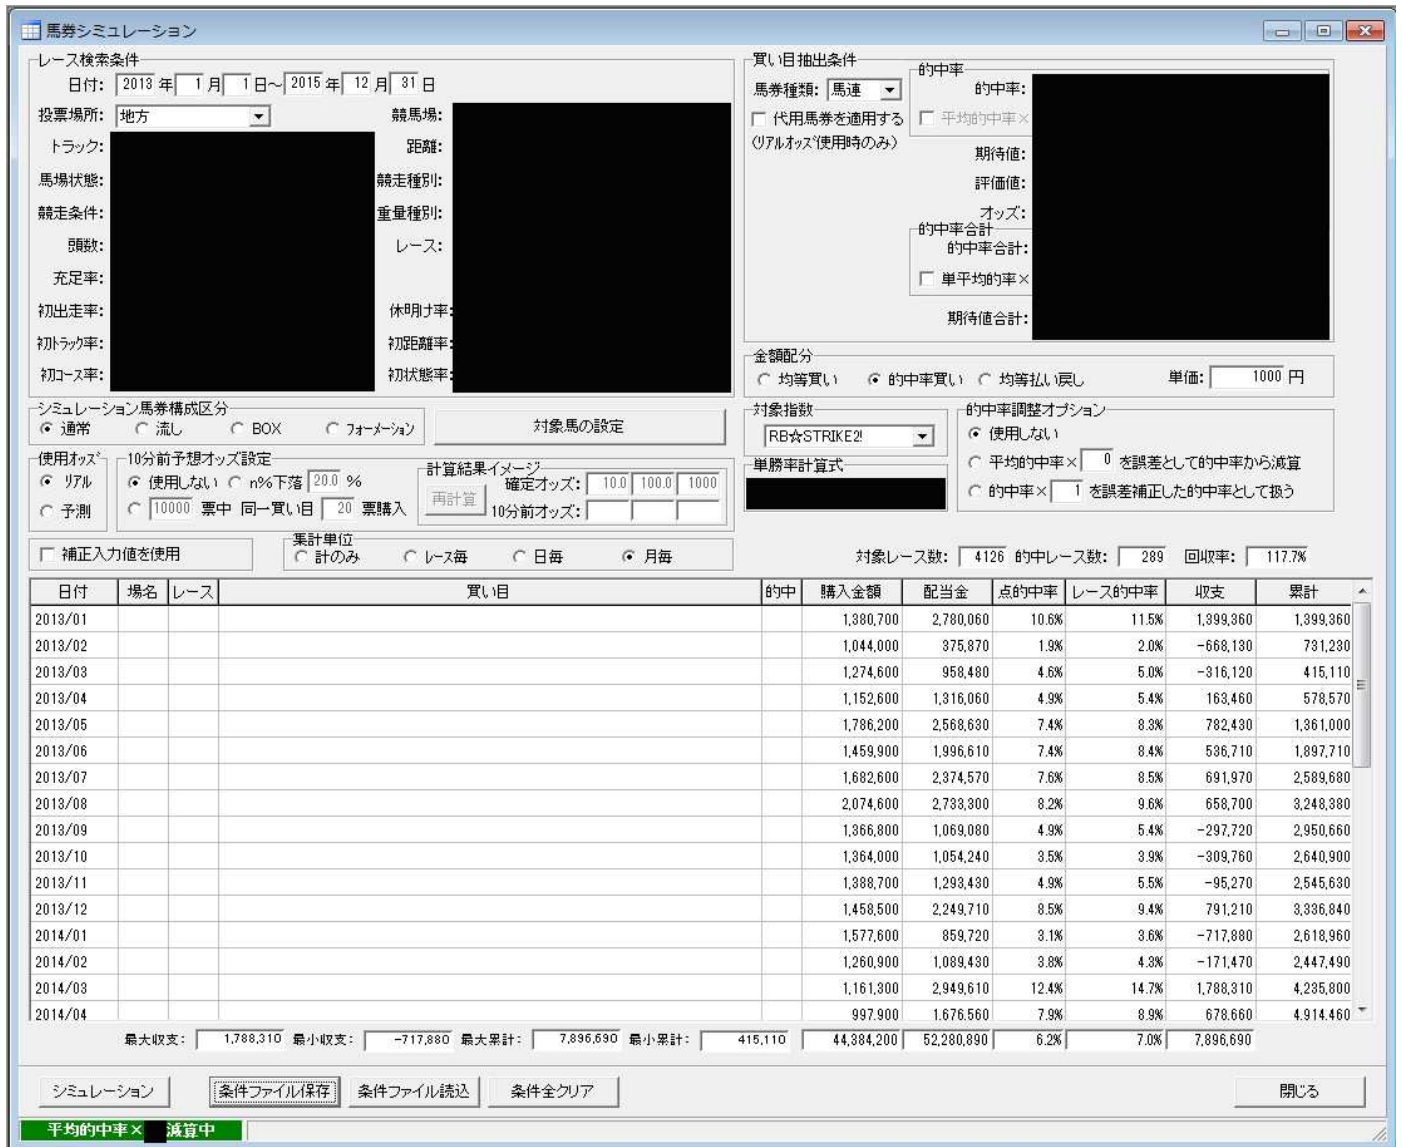 馬券シミュレーション
レース検索条件
日付: 2013 年 1 月 1 日～ 2015 年 12 月 31 日
投票場所: 地方 競馬場:
トラック: 距離:
馬場状態: 競走種別:
競走条件: 重量種別:
頭数: レース:
充足率:
初出走率: 休明け率:
初トラック率: 初距離率:
初コース率: 初状態率:
買い目抽出条件
馬券種類: 馬連
代用馬券を適用する
(リアルオッズ使用時のみ)
的中率
的中率:
平均的中率×
期待値:
評価値:
オッズ:
的中率合計
的中率合計:
単平均的率×
期待値合計:
金額配分
均等買い 的中率買い 均等払い戻し 単価: 1000 円
シミュレーション馬券構成区分
通常 流し BOX フォーメーション
対象馬の設定
対象指数
RB☆STRIKE2!
単勝率計算式
的中率調整オプション
使用しない
平均的中率× 0 を誤差として的中率から減算
的中率× 1 を誤差補正した的中率として扱う
使用オッズ
リアル
予測
10分前予想オッズ設定
使用しない n%下落 20.0 %
10000 票中 同一買い目 20 票購入
計算結果イメージ
再計算
確定オッズ: 10.0 100.0 1000
10分前オッズ:
補正入力値を使用
集計単位
計のみ レース毎 日毎 月毎
対象レース数: 4126 的中レース数: 289 回収率: 117.7%
日付 場名 レース 買い目 的中 購入金額 配当金 点的中率 レース的中率 収支 累計
2013/01 1,380,700 2,780,060 10.6% 11.5% 1,399,360 1,399,360
2013/02 1,044,000 375,870 1.9% 2.0% -668,130 731,230
2013/03 1,274,600 958,480 4.6% 5.0% -316,120 415,110
2013/04 1,152,600 1,316,060 4.9% 5.4% 163,460 578,570
2013/05 1,786,200 2,568,630 7.4% 8.3% 782,430 1,361,000
2013/06 1,459,900 1,996,610 7.4% 8.4% 536,710 1,897,710
2013/07 1,682,600 2,374,570 7.6% 8.5% 691,970 2,589,680
2013/08 2,074,600 2,733,300 8.2% 9.6% 658,700 3,248,380
2013/09 1,366,800 1,069,080 4.9% 5.4% -297,720 2,950,660
2013/10 1,364,000 1,054,240 3.5% 3.9% -309,760 2,640,900
2013/11 1,388,700 1,293,430 4.9% 5.5% -95,270 2,545,630
2013/12 1,458,500 2,249,710 8.5% 9.4% 791,210 3,336,840
2014/01 1,577,600 859,720 3.1% 3.6% -717,880 2,618,960
2014/02 1,260,900 1,089,430 3.8% 4.3% -171,470 2,447,490
2014/03 1,161,300 2,949,610 12.4% 14.7% 1,788,310 4,235,800
2014/04 997,900 1,676,560 7.9% 8.9% 678,660 4,914,460
最大収支: 1,788,310 最小収支: -717,880 最大累計: 7,896,690 最小累計: 415,110 44,384,200 52,280,890 6.2% 7.0% 7,896,690
シミュレーション 条件ファイル保存 条件ファイル読込 条件全クリア 閉じる
平均的中率× 減算中